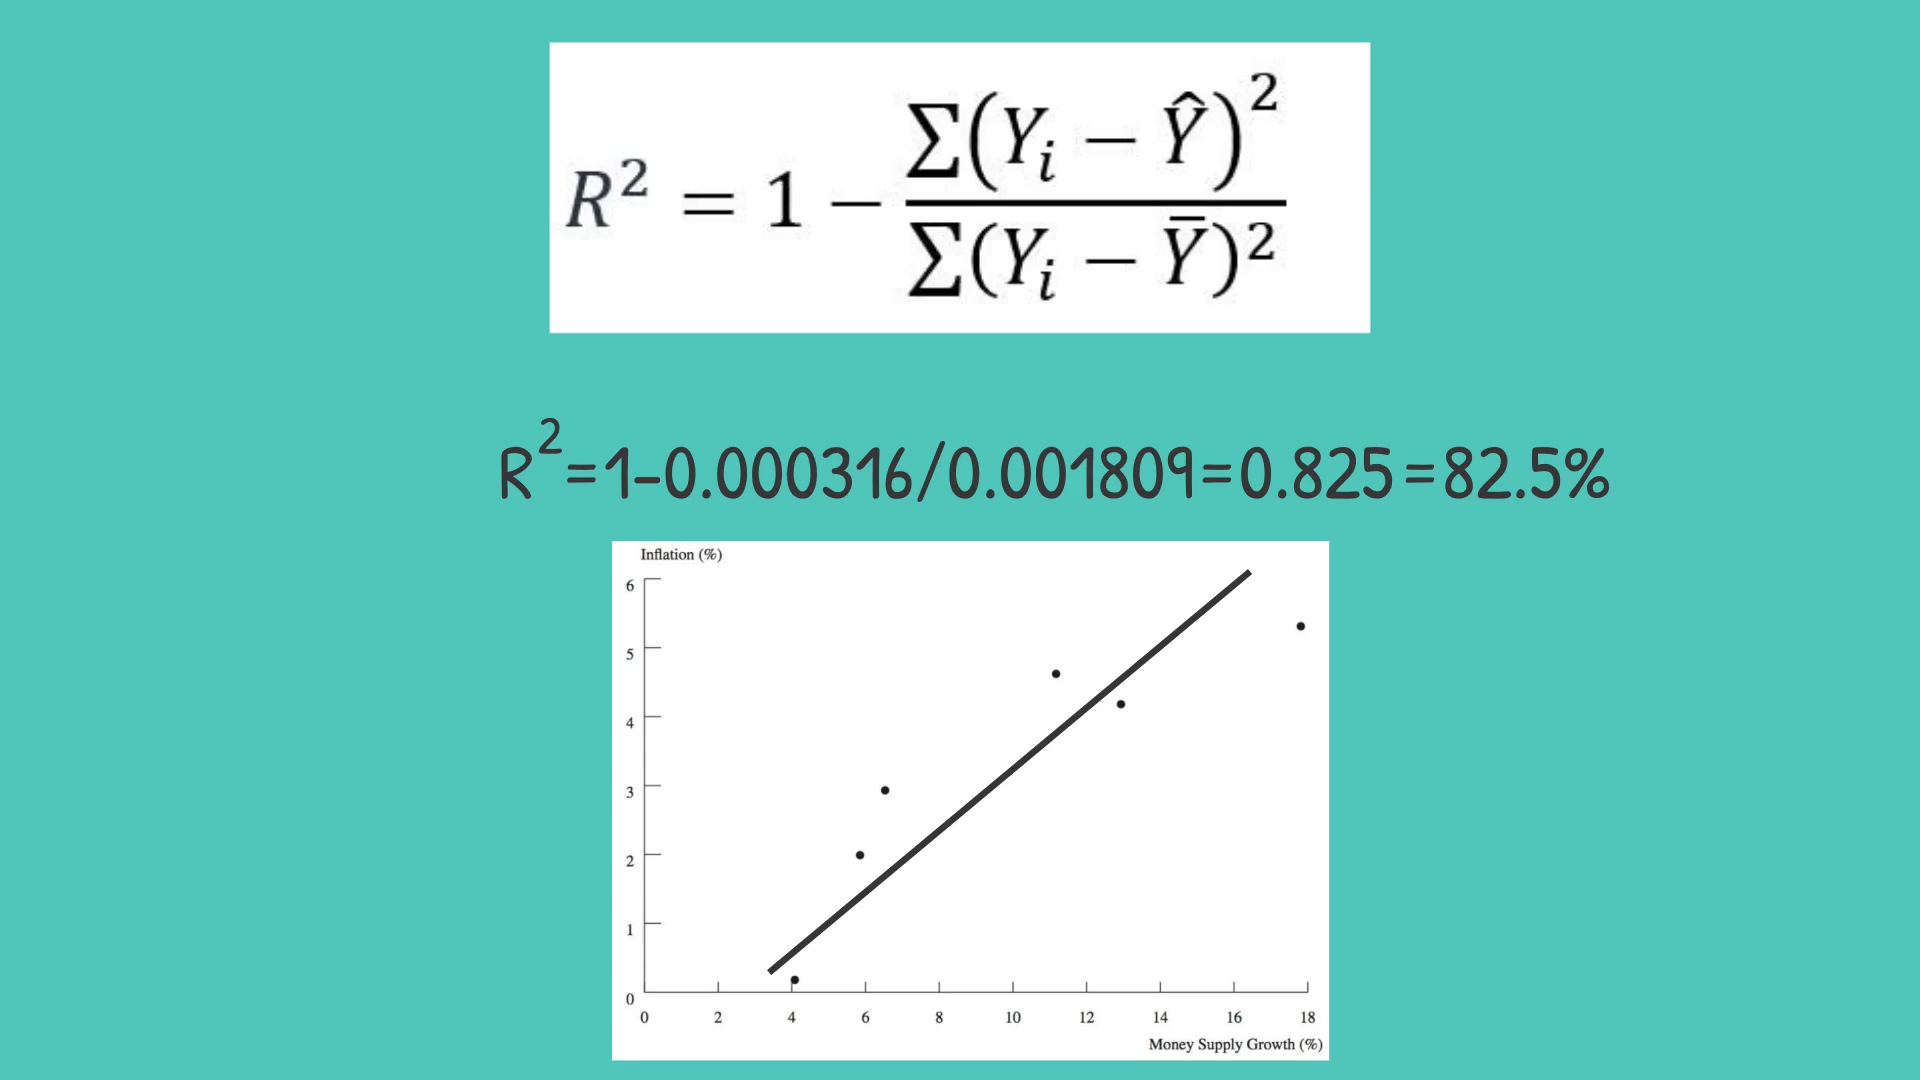 R² = 1 − Σ(Yᵢ − Ŷ)² / Σ(Yᵢ − Ȳ)²
R²=1-0.000316/0.001809=0.825=82.5%
Inflation (%)
6
5
4
3
2
1
0
0 2 4 6 8 10 12 14 16 18
Money Supply Growth (%)